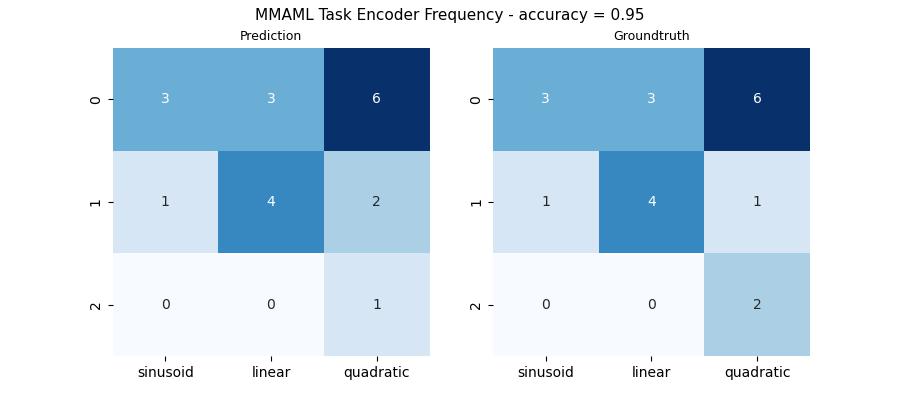 MMAML Task Encoder Frequency - accuracy = 0.95
Prediction
0 3 3 6
1 1 4 2
2 0 0 1
sinusoid linear quadratic
Groundtruth
0 3 3 6
1 1 4 1
2 0 0 2
sinusoid linear quadratic